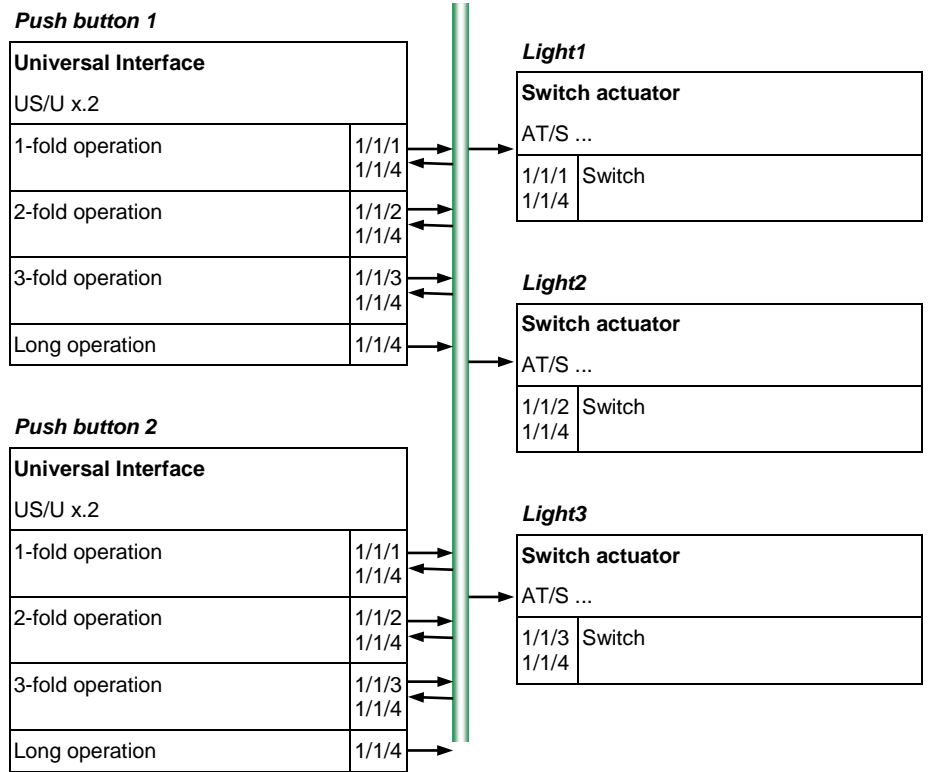 Push button 1
Universal Interface
US/U x.2
1-fold operation 1/1/1
1/1/4
2-fold operation 1/1/2
1/1/4
3-fold operation 1/1/3
1/1/4
Long operation 1/1/4
Push button 2
Universal Interface
US/U x.2
1-fold operation 1/1/1
1/1/4
2-fold operation 1/1/2
1/1/4
3-fold operation 1/1/3
1/1/4
Long operation 1/1/4
Light1
Switch actuator
AT/S ...
1/1/1 Switch
1/1/4
Light2
Switch actuator
AT/S ...
1/1/2 Switch
1/1/4
Light3
Switch actuator
AT/S ...
1/1/3 Switch
1/1/4